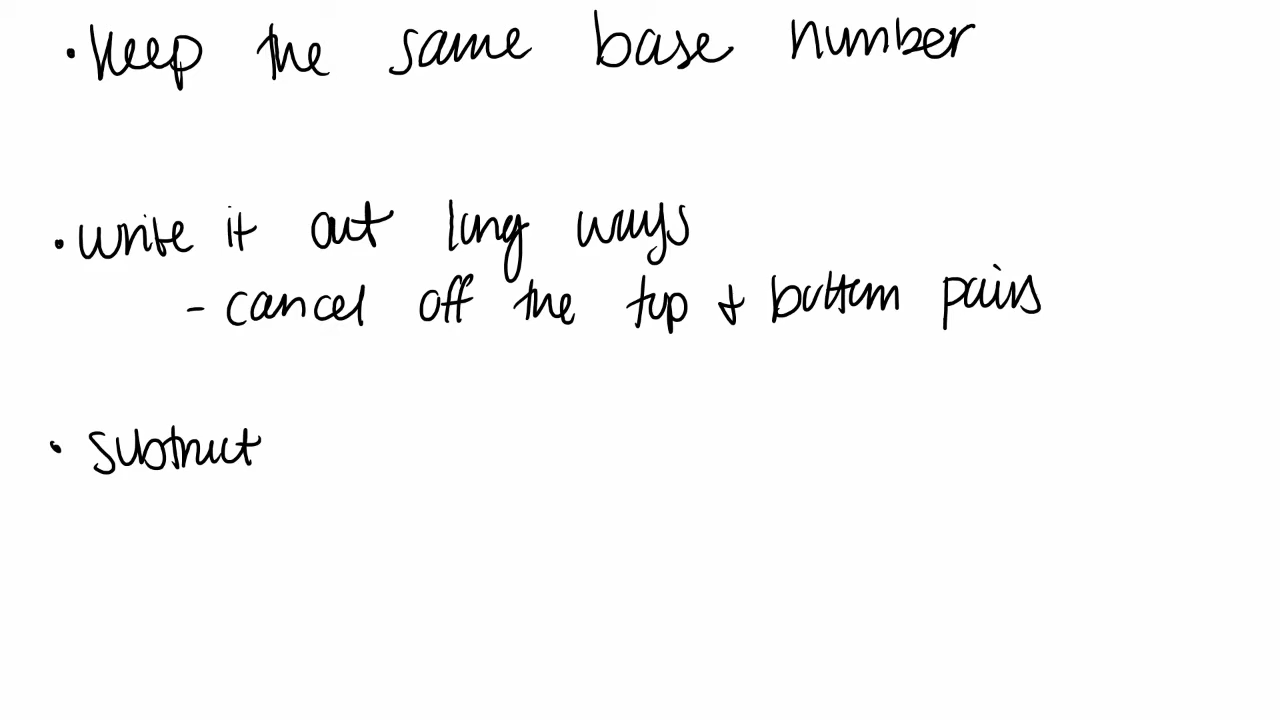 • keep the same base number
• write it out long ways
- cancel off the top & bottom pairs
• subtract